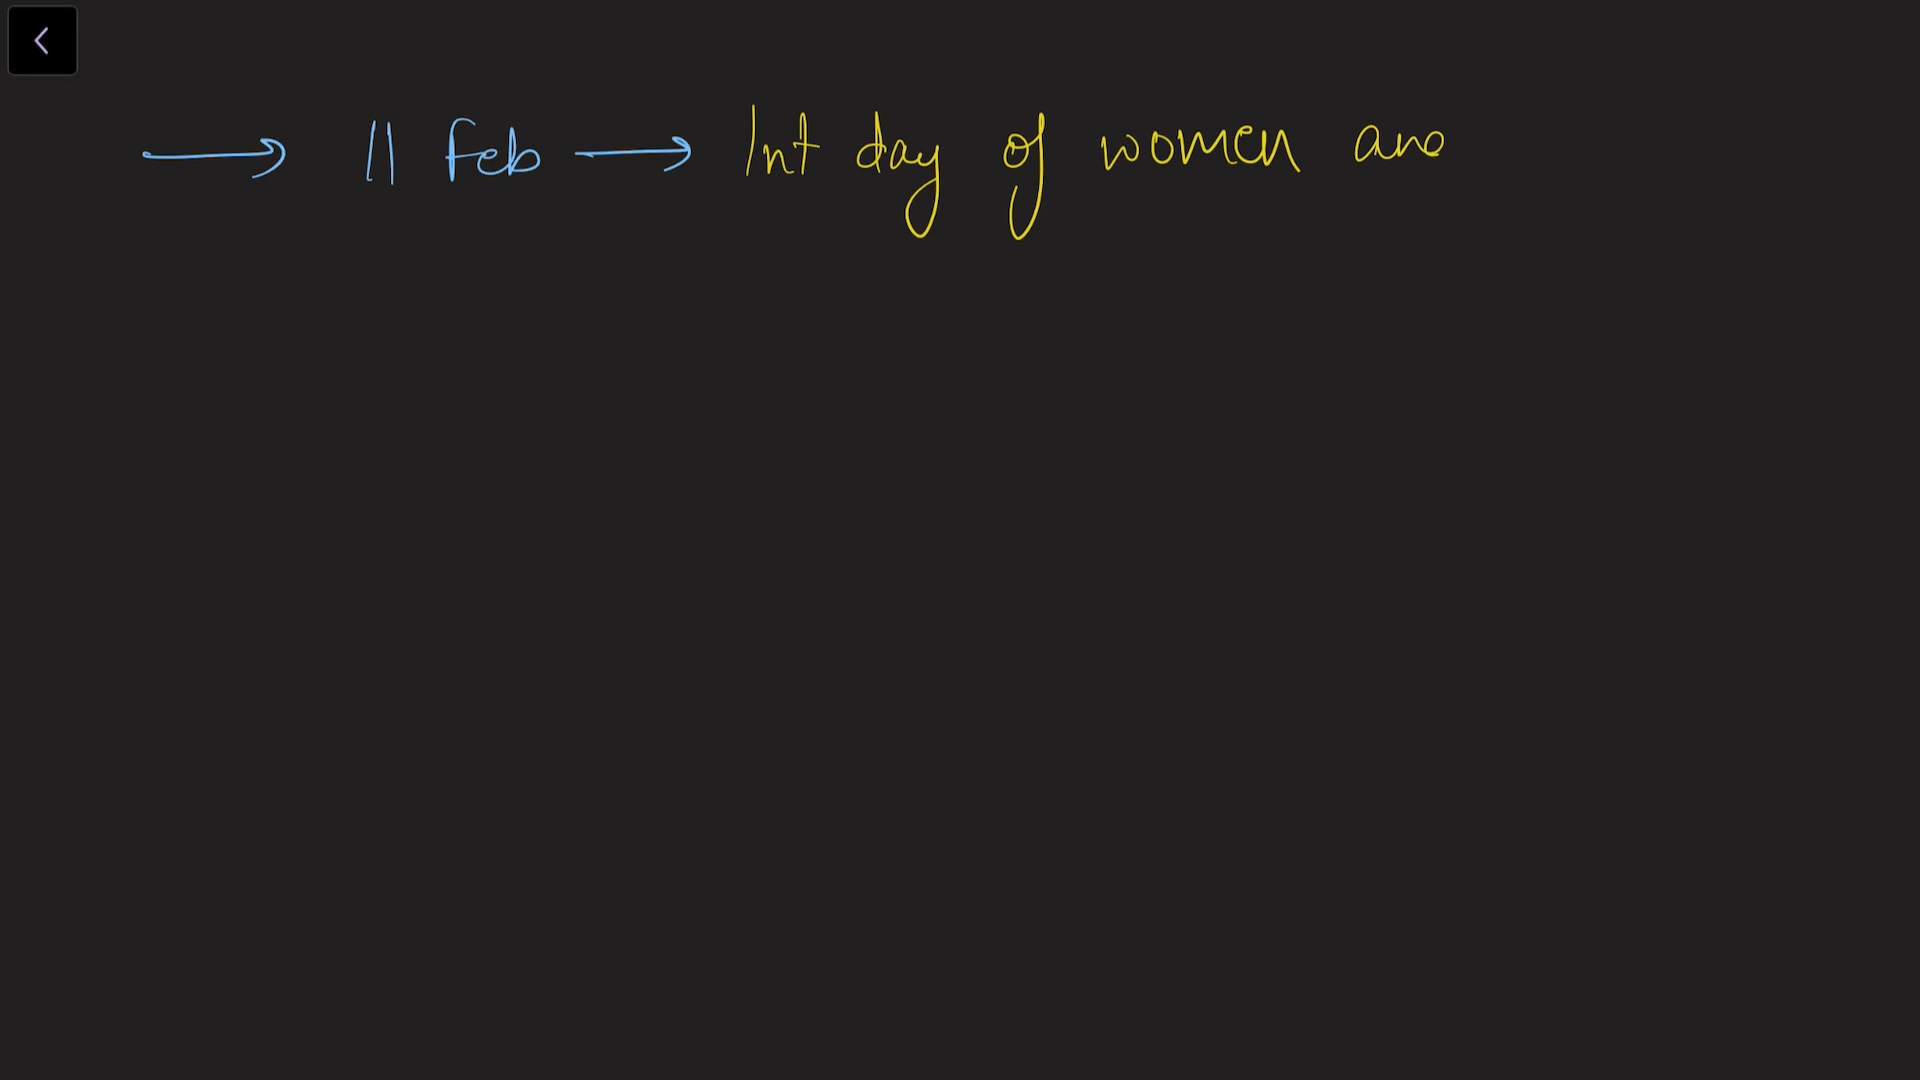 → 11 Feb → Int day of women and